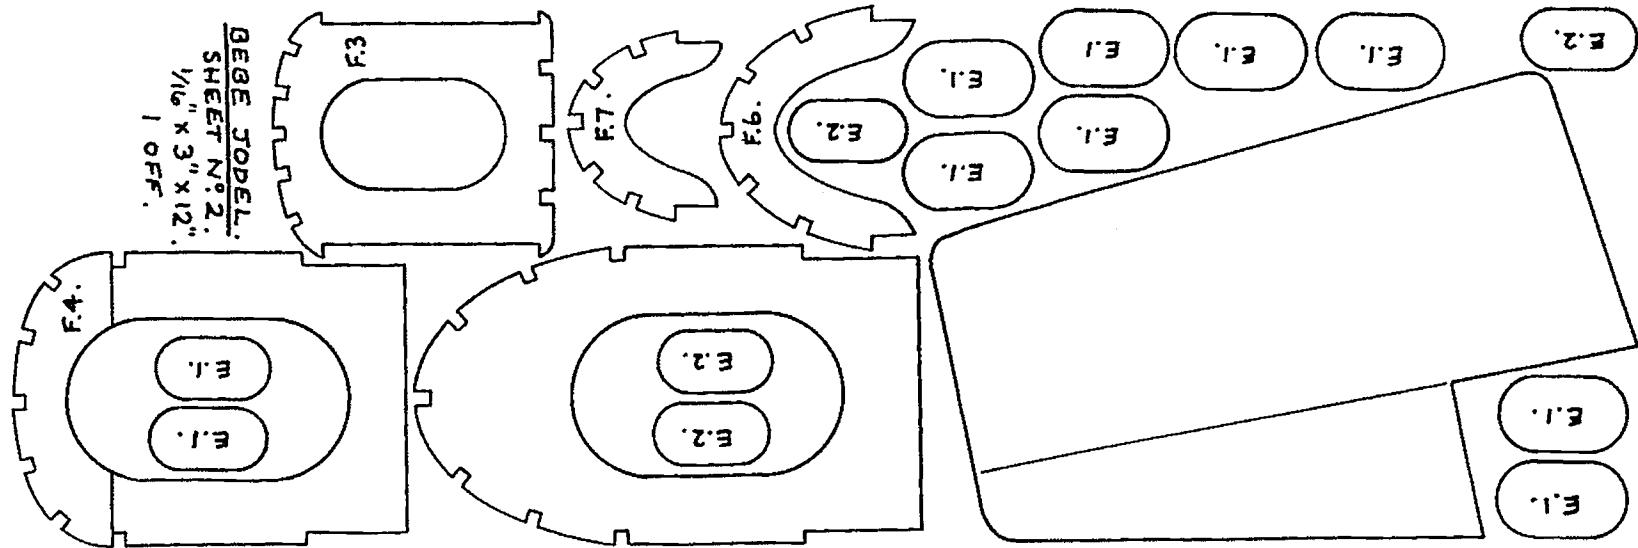 BEBE JODEL.
SHEET Nº. 2.
1/16" x 3" x 12".
1 OFF.
F.3
F.7.
F.6.
E.2.
E.1.
E.1.
E.1
E.1.
E.1.
E.1.
E.2.
F.4.
E.1.
E.1.
E.2.
E.2.
E.1.
E.1.